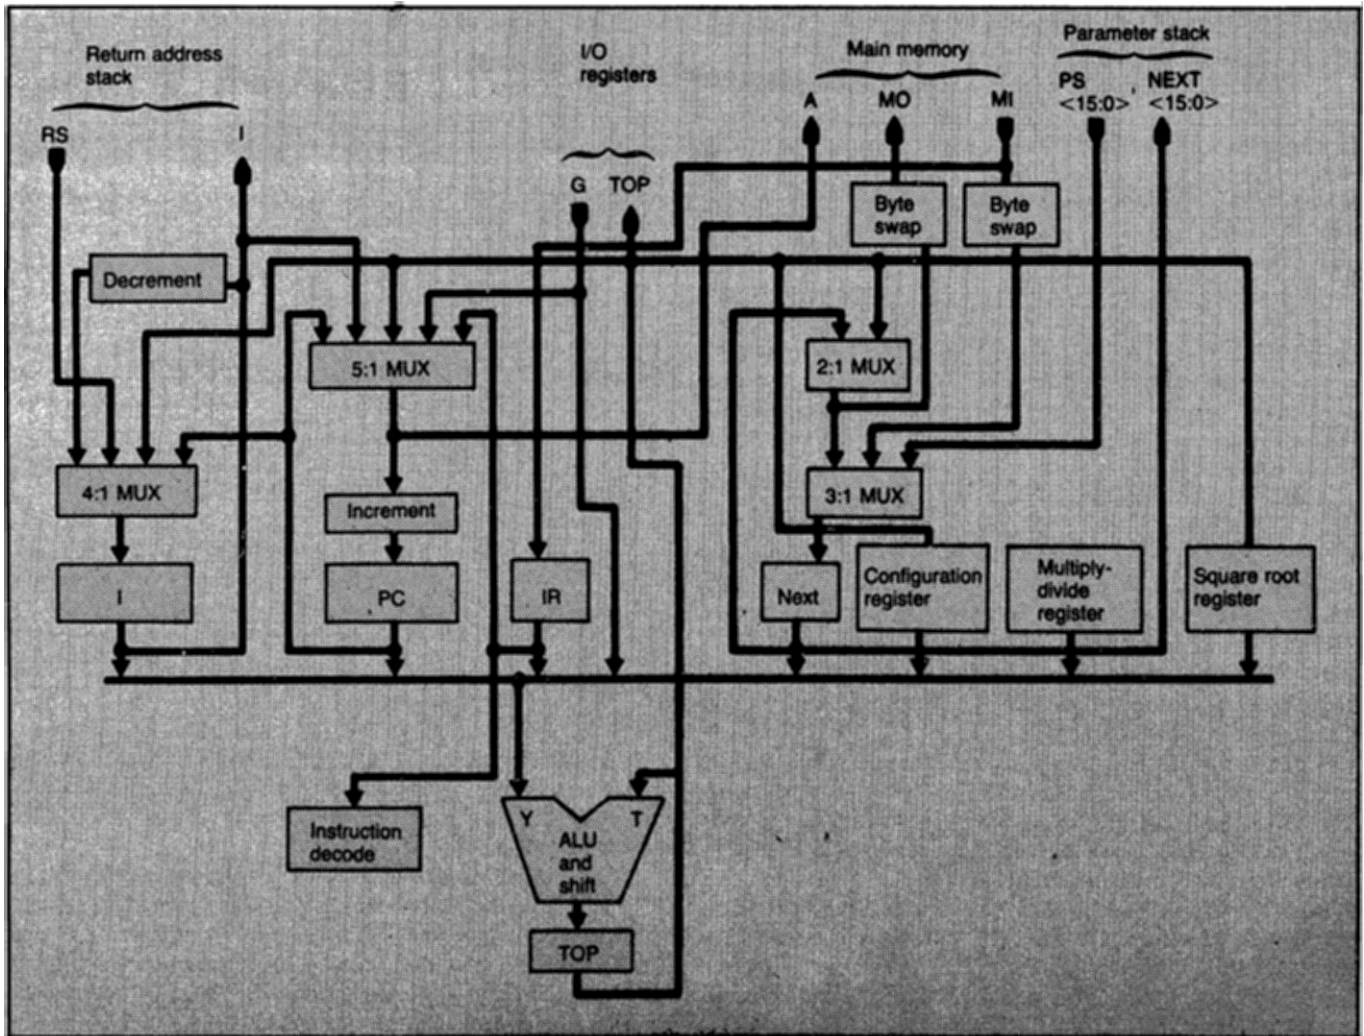 Return address
stack
I/O
registers
Main memory
Parameter stack
RS
I
G
TOP
A
MO
MI
PS
<15:0>
NEXT
<15:0>
Byte
swap
Byte
swap
Decrement
5:1 MUX
2:1 MUX
4:1 MUX
Increment
3:1 MUX
I
PC
IR
Next
Configuration
register
Multiply-
divide
register
Square root
register
Instruction
decode
Y
T
ALU
and
shift
TOP